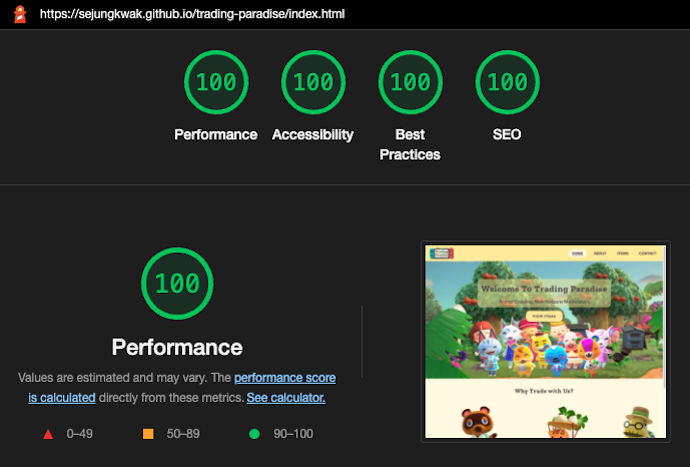 https://sejungkwak.github.io/trading-paradise/index.html
100 100 100 100
Performance Accessibility Best Practices SEO
100
Performance
Values are estimated and may vary. The performance score
is calculated directly from these metrics. See calculator.
0–49 50–89 90–100
HOME ABOUT ITEMS CONTACT
Welcome To Trading Paradise
VIEW ITEMS
Why Trade with Us?